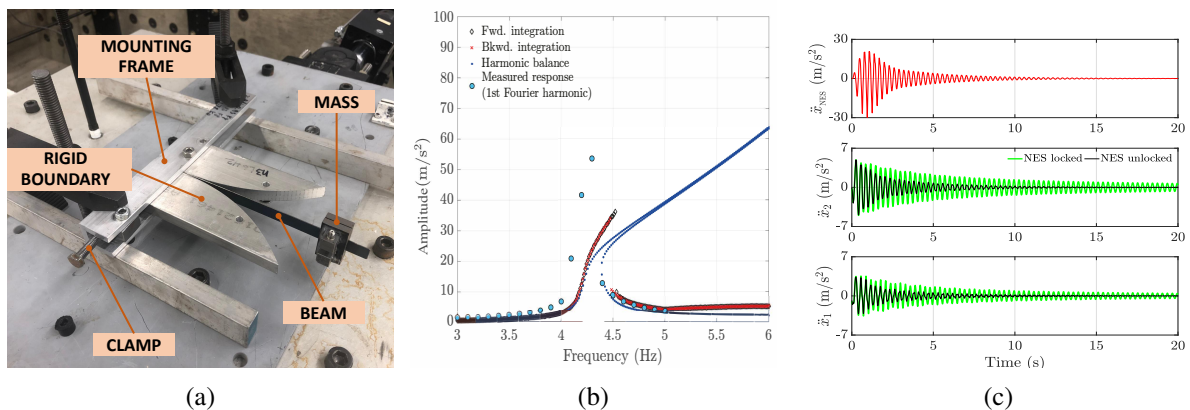 MOUNTING
FRAME
MASS
RIGID
BOUNDARY
BEAM
CLAMP
(a)
100
90
80
70
60
50
40
30
20
10
0
Amplitude(m/s²)
Fwd. integration
Bkwd. integration
Harmonic balance
Measured response
(1st Fourier harmonic)
3 3.5 4 4.5 5 5.5 6
Frequency (Hz)
(b)
ẍNES (m/s²)
30
0
-30
0 5 10 15 20
ẍ2 (m/s²)
7
0
-7
NES locked NES unlocked
0 5 10 15 20
ẍ1 (m/s²)
7
0
-7
0 5 10 15 20
Time (s)
(c)